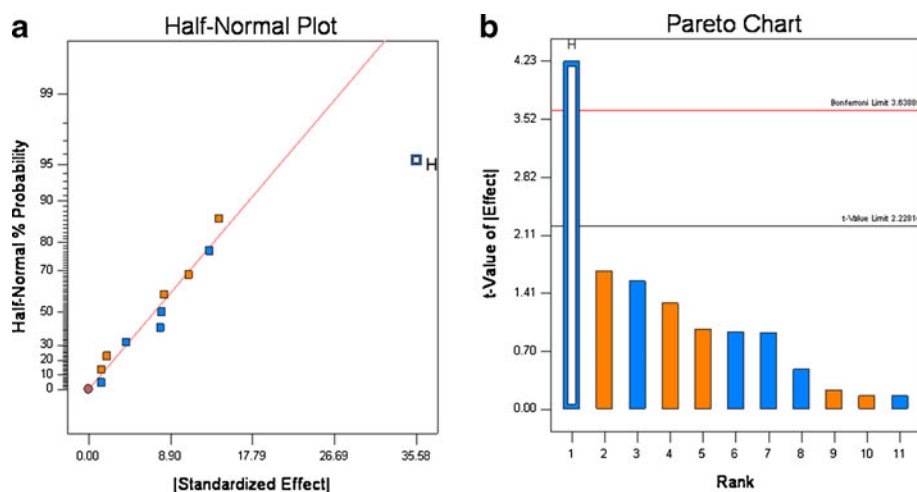 a
Half-Normal Plot
Half-Normal % Probability
99
95
90
80
70
50
30
20
10
0
H
0.00 8.90 17.79 26.69 35.58
|Standardized Effect|
b
Pareto Chart
t-Value of |Effect|
H
4.23
3.52
2.82
2.11
1.41
0.70
0.00
Bonferroni Limit 3.6388
t-Value Limit 2.2281
1 2 3 4 5 6 7 8 9 10 11
Rank